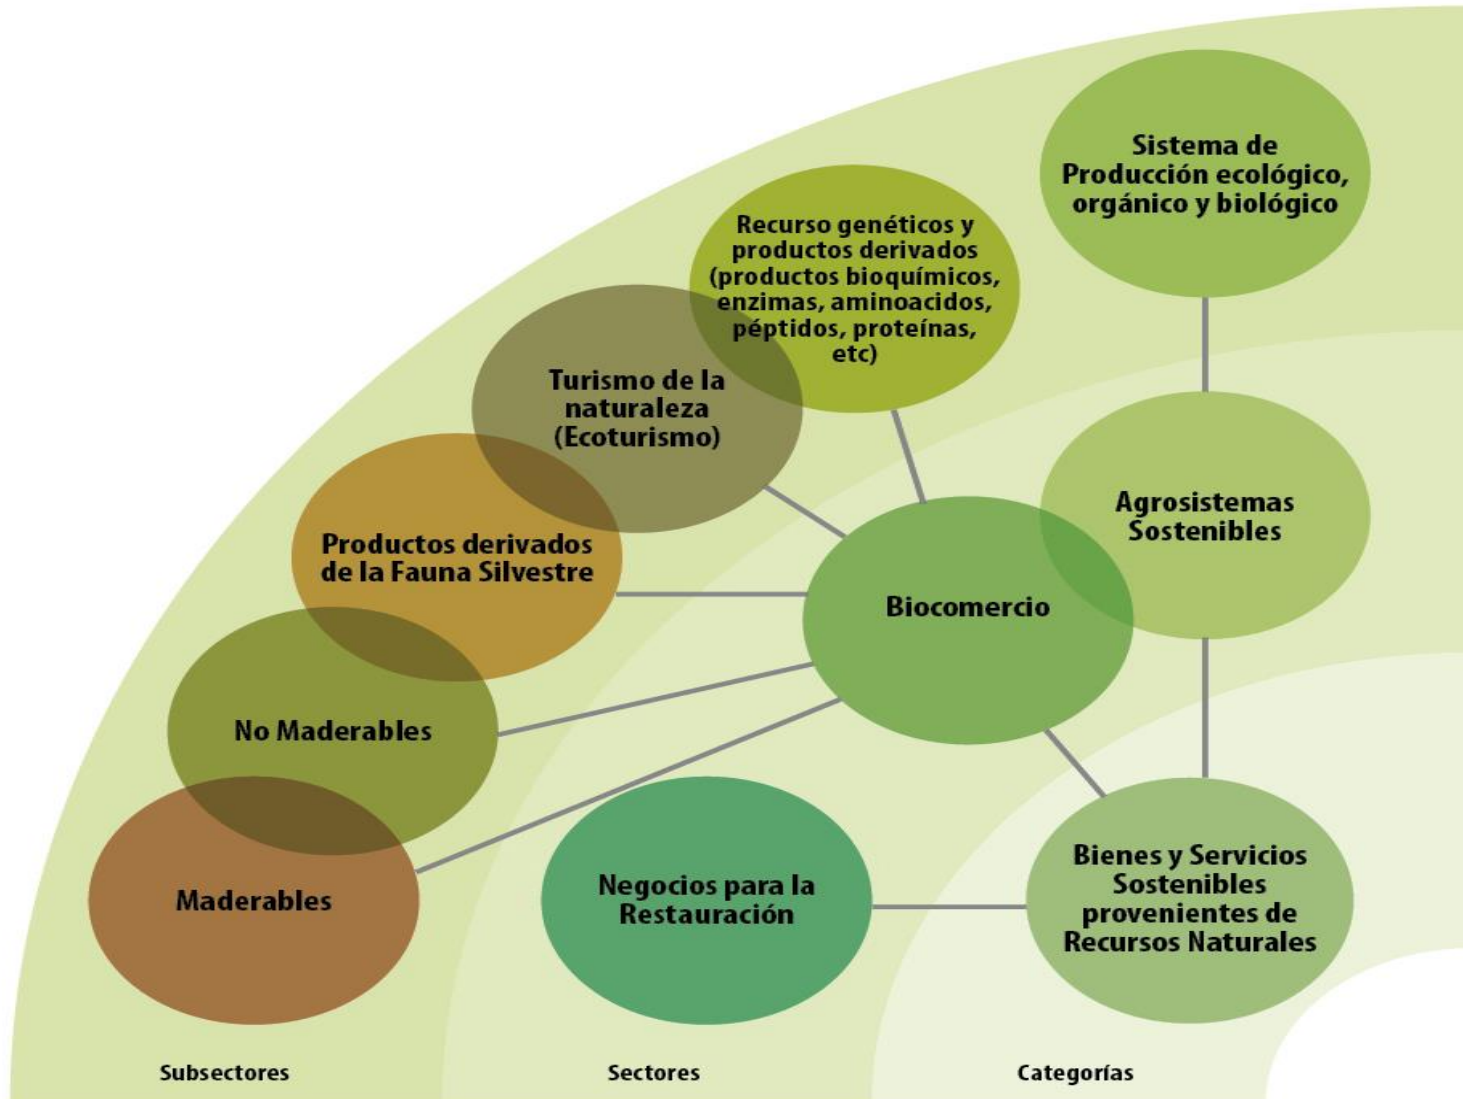 Sistema de
Producción ecológico,
orgánico y biológico
Recurso genéticos y
productos derivados
(productos bioquímicos,
enzimas, aminoacidos,
péptidos, proteínas,
etc)
Turismo de la
naturaleza
(Ecoturismo)
Agrosistemas
Sostenibles
Productos derivados
de la Fauna Silvestre
Biocomercio
No Maderables
Maderables
Negocios para la
Restauración
Bienes y Servicios
Sostenibles
provenientes de
Recursos Naturales
Subsectores
Sectores
Categorías